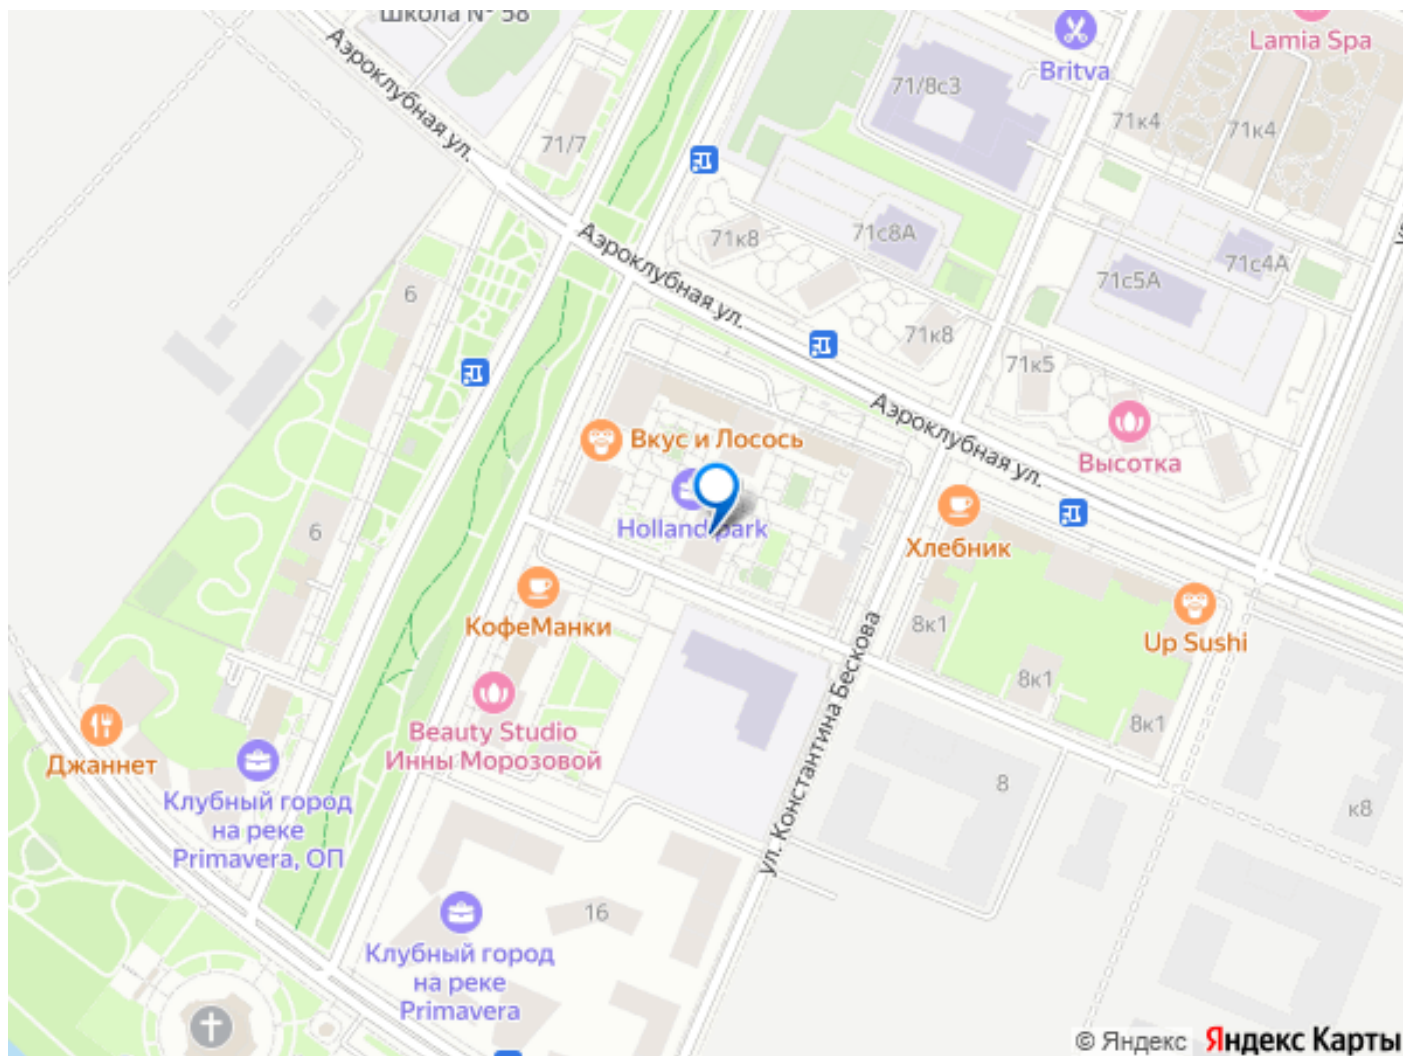 Школа № 58
Аэроклубная ул.
Britva
Lamia Spa
71/8с3
71к4
71к4
71/7
71к8
71с8А
71с4А
71с5А
Аэроклубная ул.
6
71к8
71к5
Аэроклубная ул.
Вкус и Лосось
Высотка
Holland park
6
Хлебник
КофеМанки
8к1
Up Sushi
ул. Константина Бескова
8к1
8к1
Beauty Studio
Инны Морозовой
Джаннет
Клубный город
на реке
Primavera, ОП
8
к8
16
Клубный город
на реке
Primavera
© Яндекс Яндекс Карты